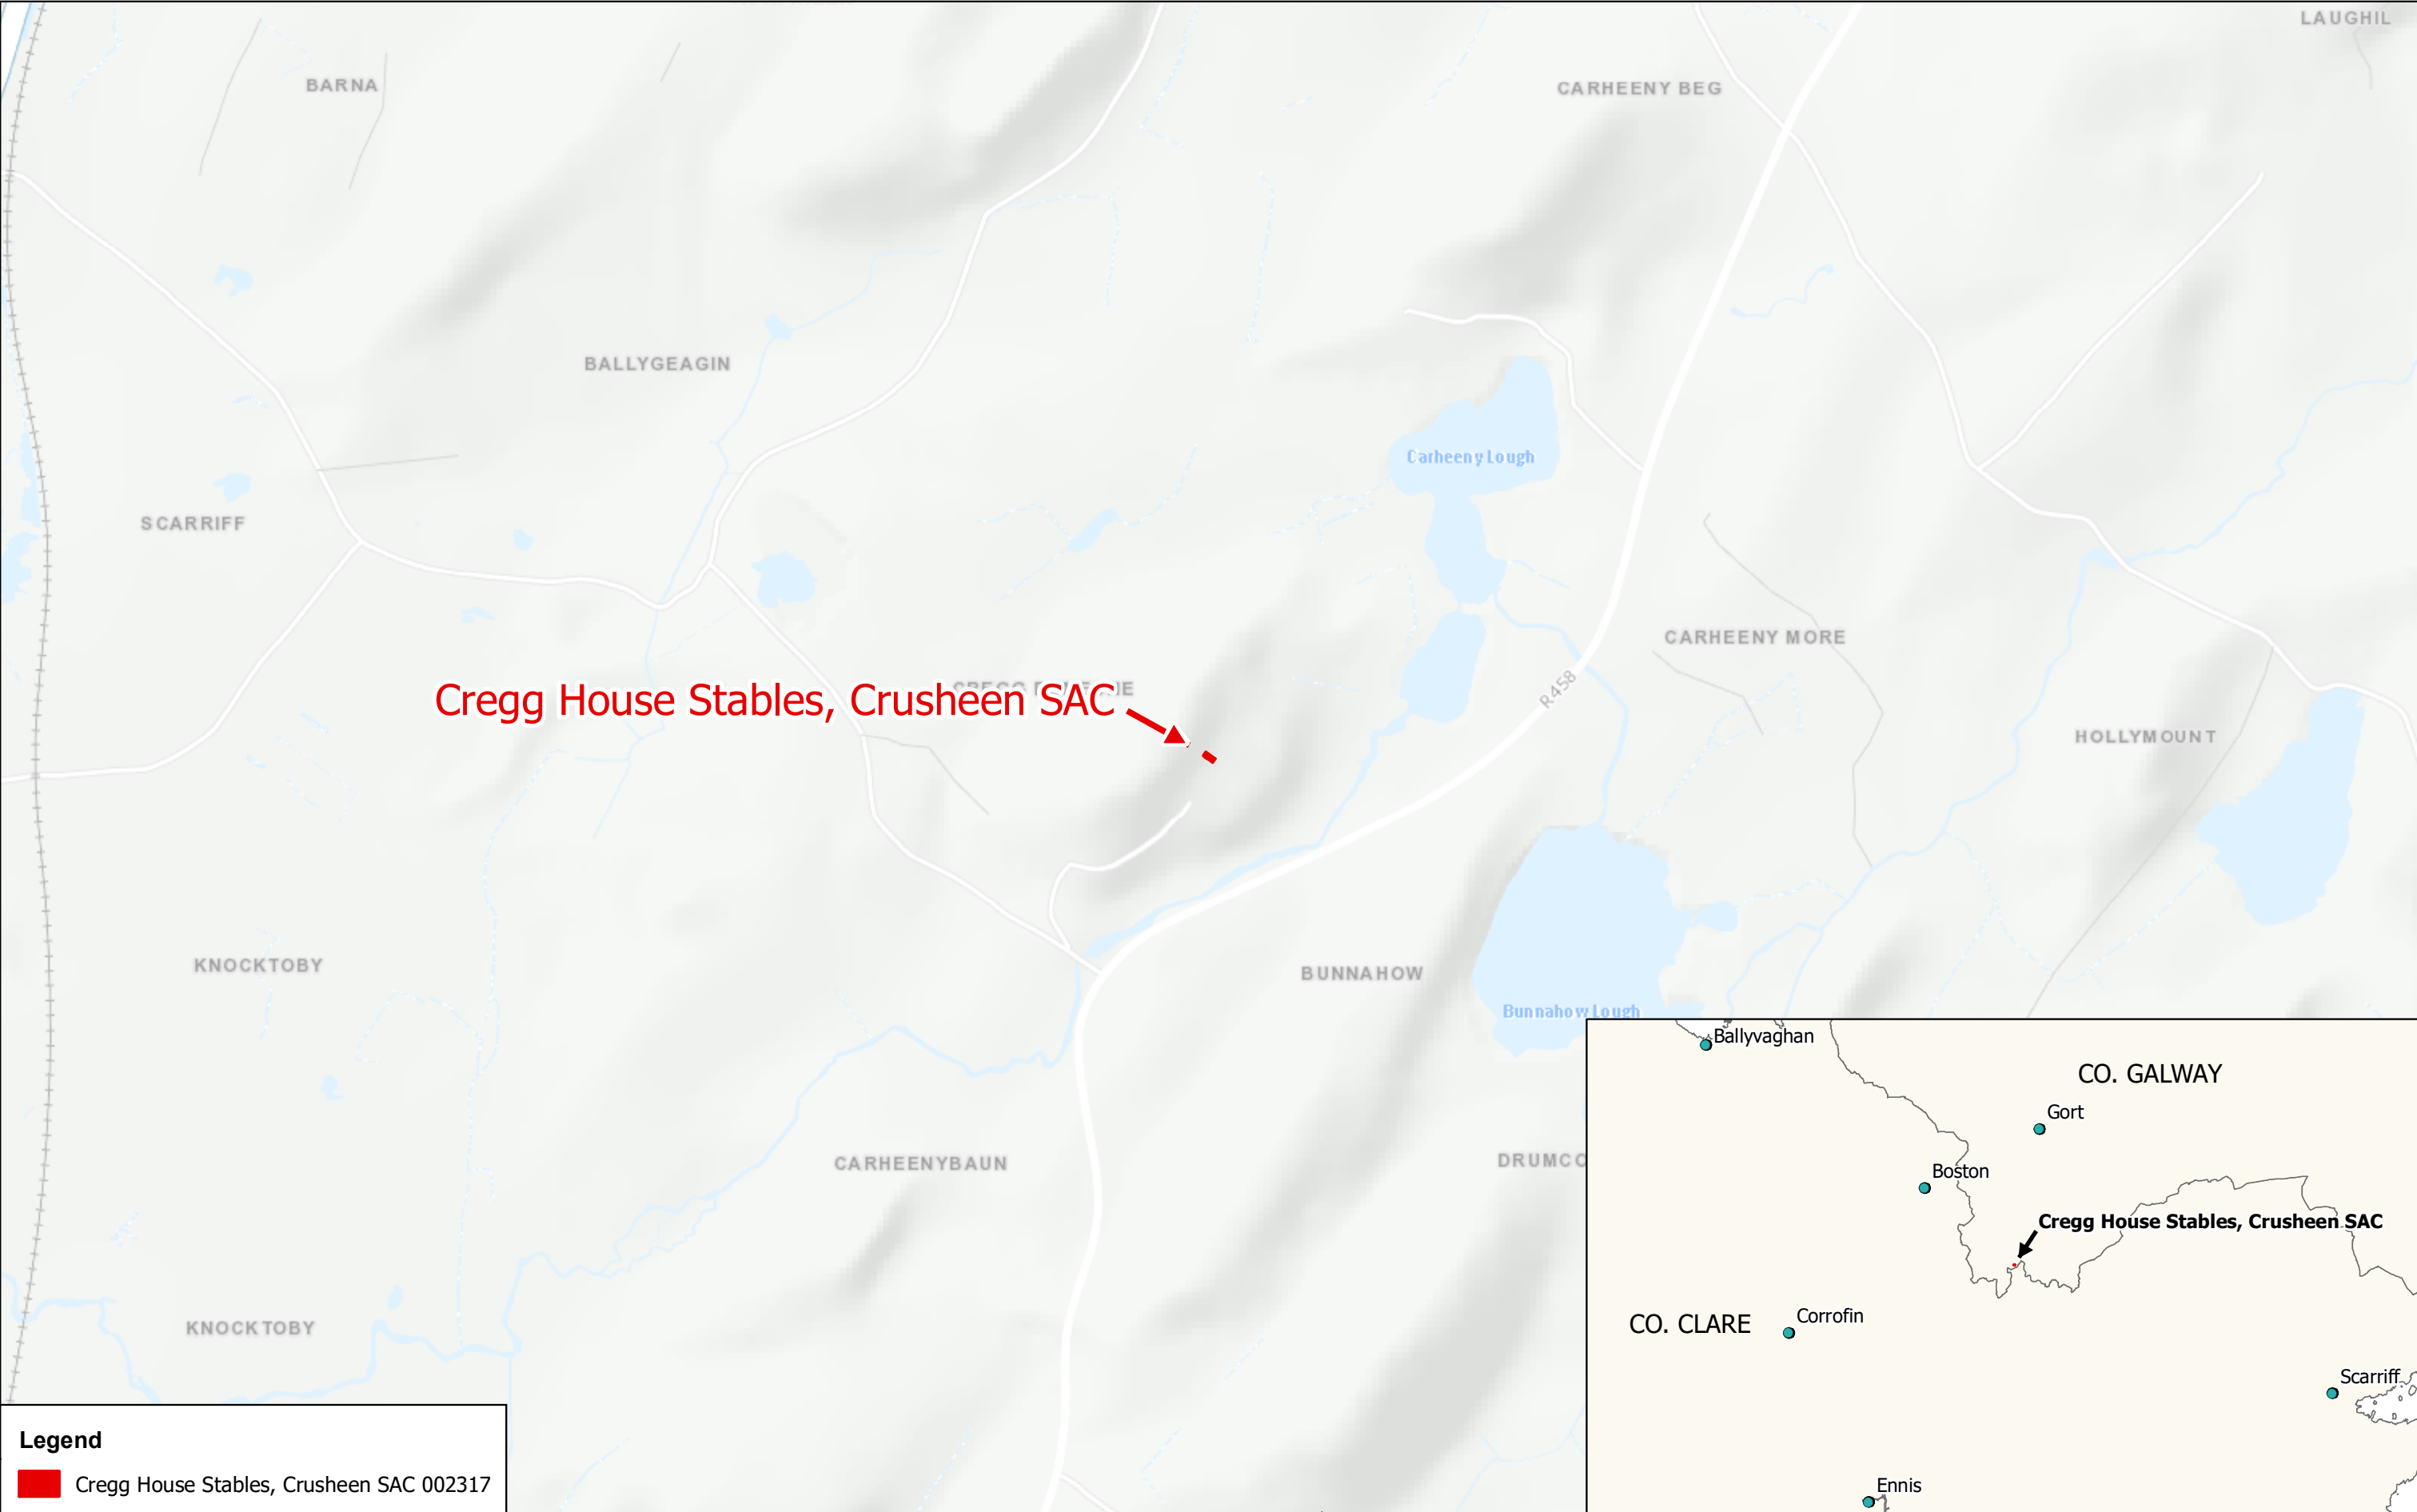 LAUGHIL
BARNA
CARHEENY BEG
BALLYGEAGIN
Carheeny Lough
SCARRIFF
CARHEENY MORE
R458
Cregg House Stables, Crusheen SAC
HOLLYMOUNT
KNOCKTOBY
BUNNAHOW
Bunnahow Lough
CARHEENYBAUN
DRUMCO
KNOCKTOBY
Ballyvaghan
CO. GALWAY
Gort
Boston
Cregg House Stables, Crusheen SAC
CO. CLARE
Corrofin
Scarriff
Ennis
Legend
Cregg House Stables, Crusheen SAC 002317